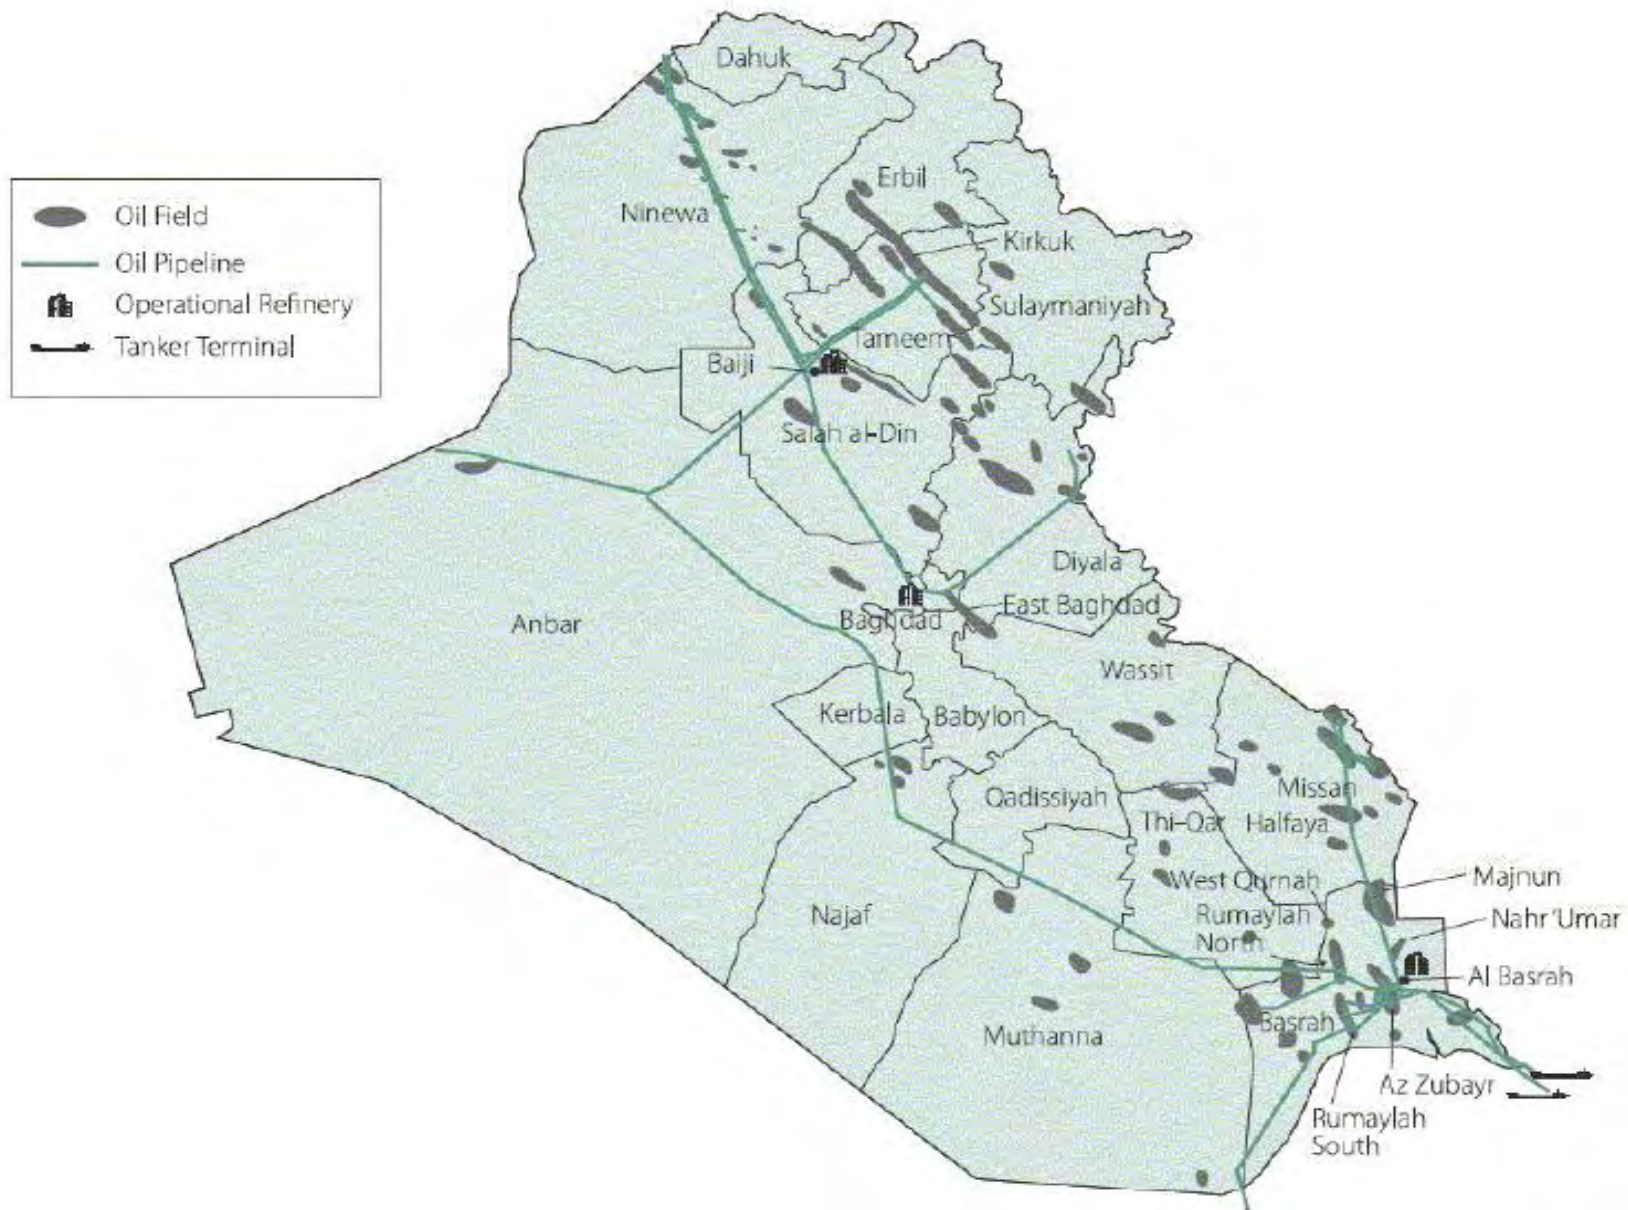 Oil Field
Oil Pipeline
Operational Refinery
Tanker Terminal
Dahuk
Erbil
Ninewa
Kirkuk
Sulaymaniyah
Tameem
Baiji
Salah al-Din
Diyala
East Baghdad
Baghdad
Anbar
Wassit
Kerbala
Babylon
Qadissiyah
Missan
Thi-Qar
Halfaya
West Qurnah
Majnun
Najaf
Rumaylah
North
Nahr 'Umar
Al Basrah
Basrah
Muthanna
Az Zubayr
Rumaylah
South